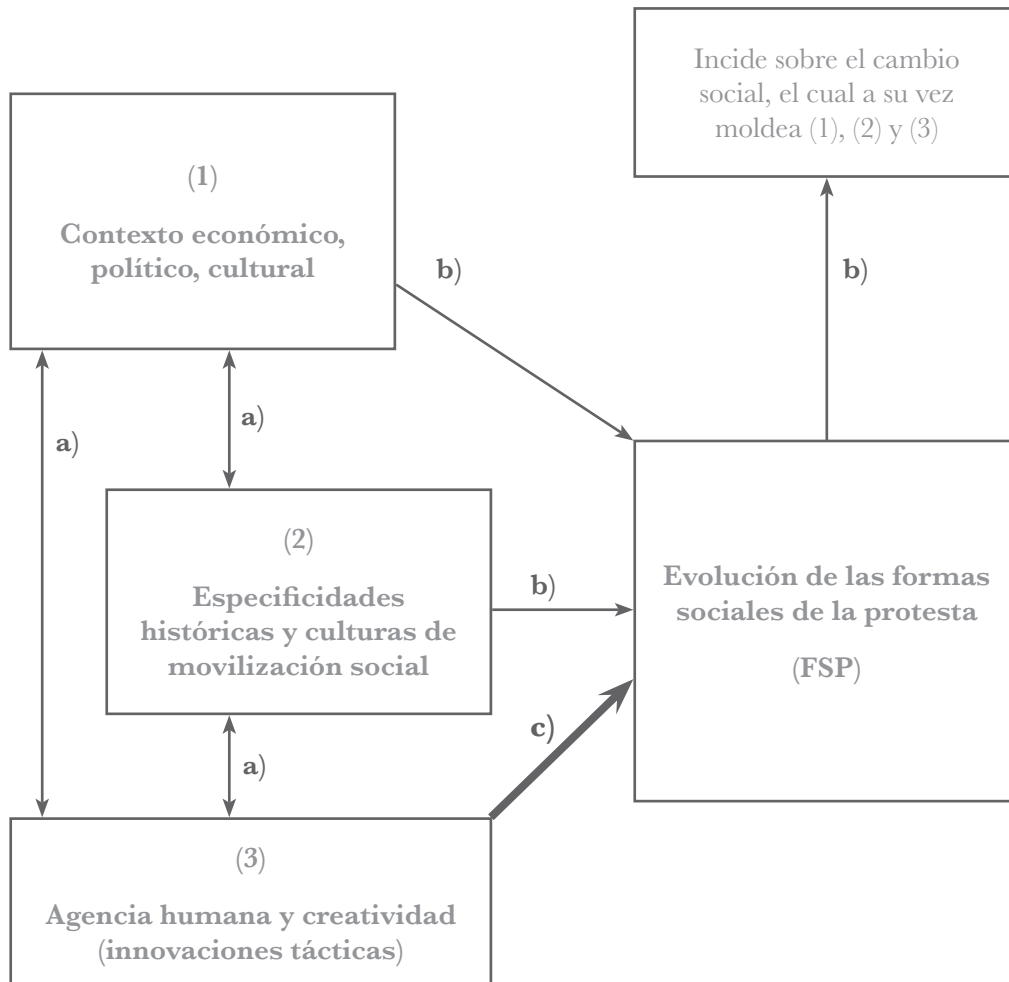 Incide sobre el cambio
social, el cual a su vez
moldea (1), (2) y (3)
(1)
Contexto económico,
político, cultural
b)
b)
a)
a)
(2)
Especificidades
históricas y culturas de
movilización social
b)
Evolución de las formas
sociales de la protesta
(FSP)
c)
a)
(3)
Agencia humana y creatividad
(innovaciones tácticas)